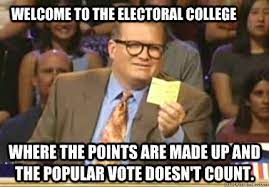 WELCOME TO THE ELECTORAL COLLEGE
WHERE THE POINTS ARE MADE UP AND
THE POPULAR VOTE DOESN'T COUNT.